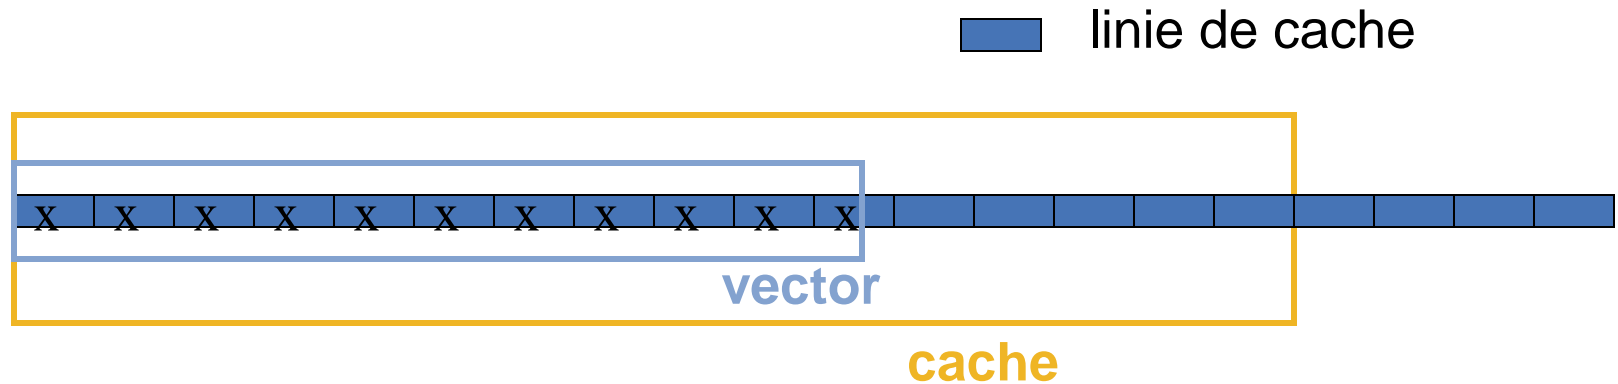 linie de cache
x x x x x x x x x x x
vector
cache